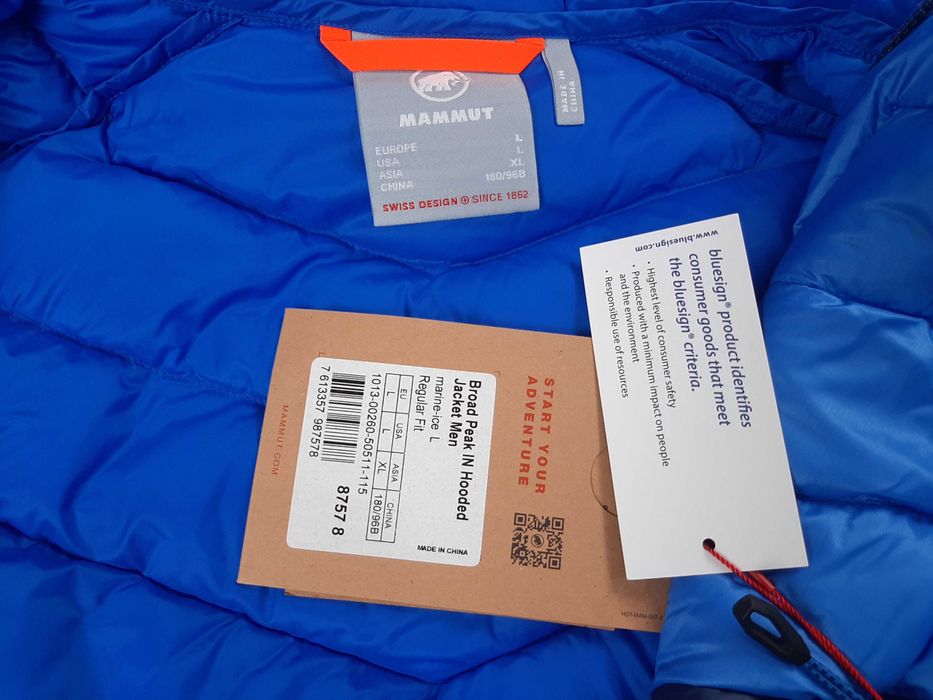 MAMMUT
EUROPE L
USA L
ASIA XL
CHINA 180/96B
SWISS DESIGN SINCE 1862
MADE IN
CHINA
www.bluesign.com
bluesign® product identifies
consumer goods that meet
the bluesign® criteria.
• Highest level of consumer safety
• Produced with a minimum impact on people
and the environment
• Responsible use of resources
START YOUR
ADVENTURE
Broad Peak IN Hooded
Jacket Men
marine-ice L
Regular Fit
EU USA ASIA CHINA
L L XL 180/96B
1013-00260-50511-115
8757 8
7 613357 987578
MADE IN CHINA
MAMMUT.COM